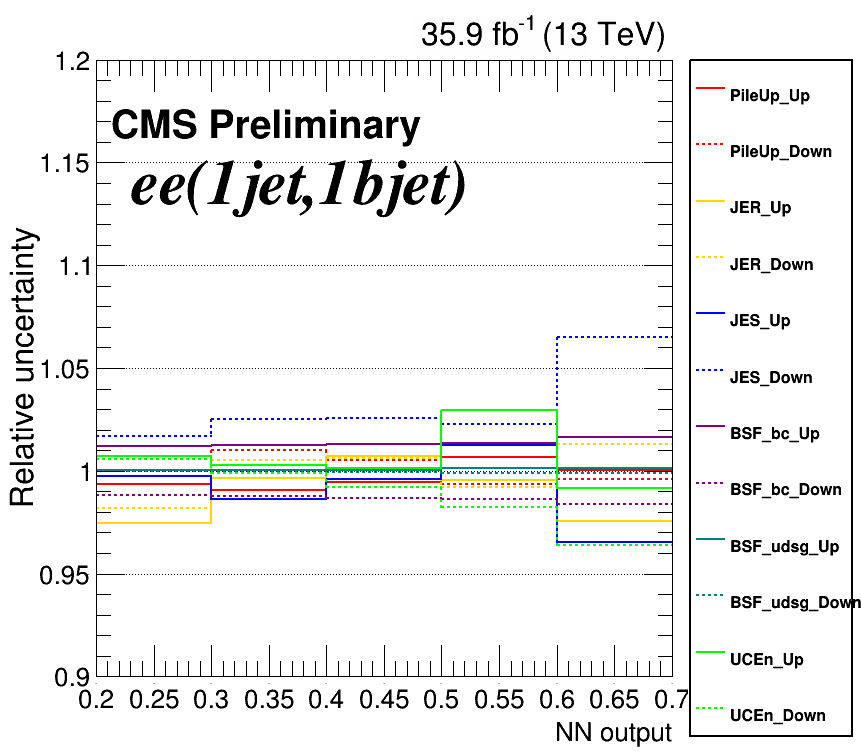 35.9 fb-1 (13 TeV)
CMS Preliminary
ee(1jet,1bjet)
Relative uncertainty
1.2
1.15
1.1
1.05
1
0.95
0.9
0.2 0.25 0.3 0.35 0.4 0.45 0.5 0.55 0.6 0.65 0.7
NN output
PileUp_Up
PileUp_Down
JER_Up
JER_Down
JES_Up
JES_Down
BSF_bc_Up
BSF_bc_Down
BSF_udsg_Up
BSF_udsg_Down
UCEn_Up
UCEn_Down